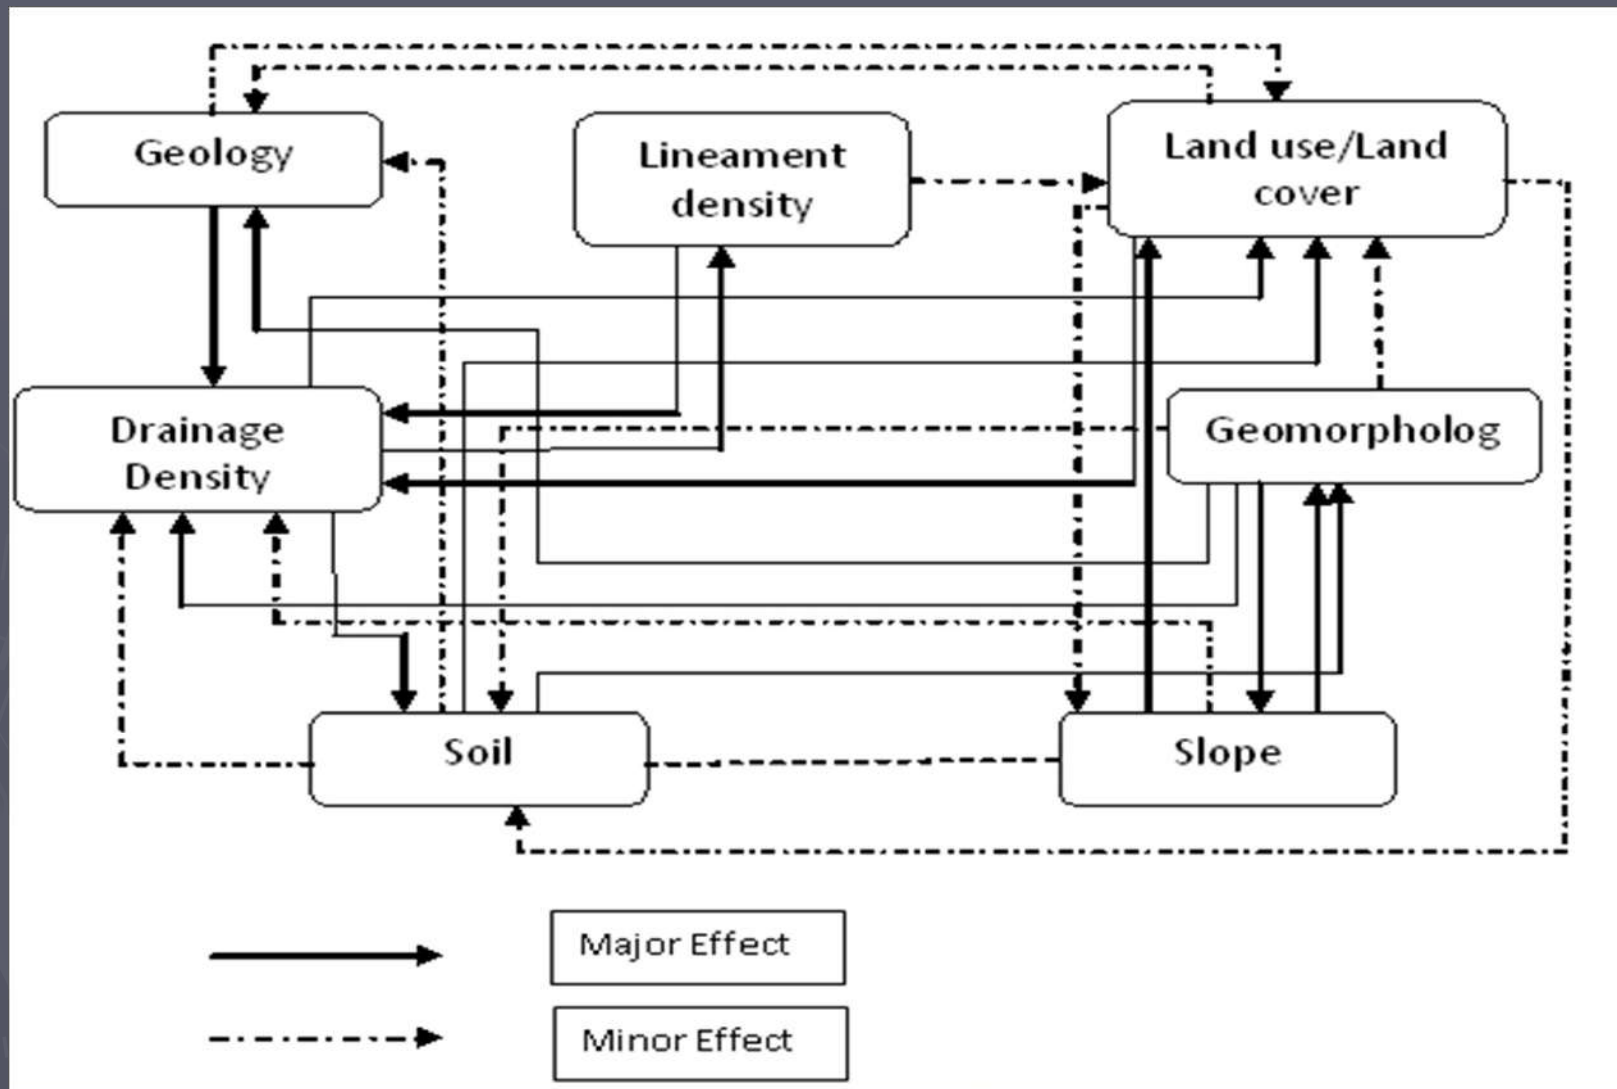 Geology
Lineament
density
Land use/Land
cover
Drainage
Density
Geomorpholog
Soil
Slope
Major Effect
Minor Effect